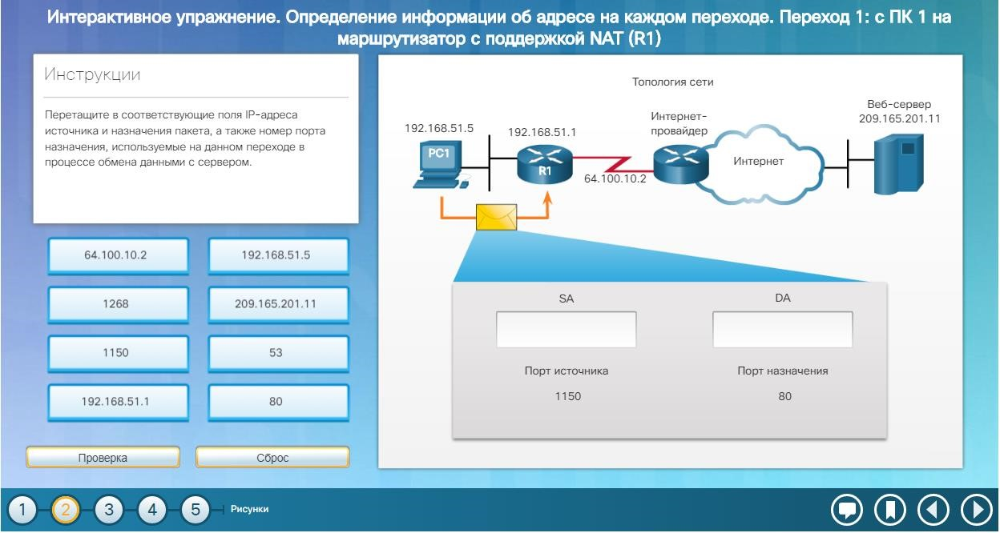 Интерактивное упражнение. Определение информации об адресе на каждом переходе. Переход 1: с ПК 1 на
маршрутизатор с поддержкой NAT (R1)
Инструкции
Перетащите в соответствующие поля IP-адреса
источника и назначения пакета, а также номер порта
назначения, используемые на данном переходе в
процессе обмена данными с сервером.
64.100.10.2
192.168.51.5
1268
209.165.201.11
1150
53
192.168.51.1
80
Проверка
Сброс
Топология сети
192.168.51.5
PC1
192.168.51.1
R1
64.100.10.2
Интернет-
провайдер
Интернет
Веб-сервер
209.165.201.11
SA
DA
Порт источника
Порт назначения
1150
80
1
2
3
4
5
Рисунки